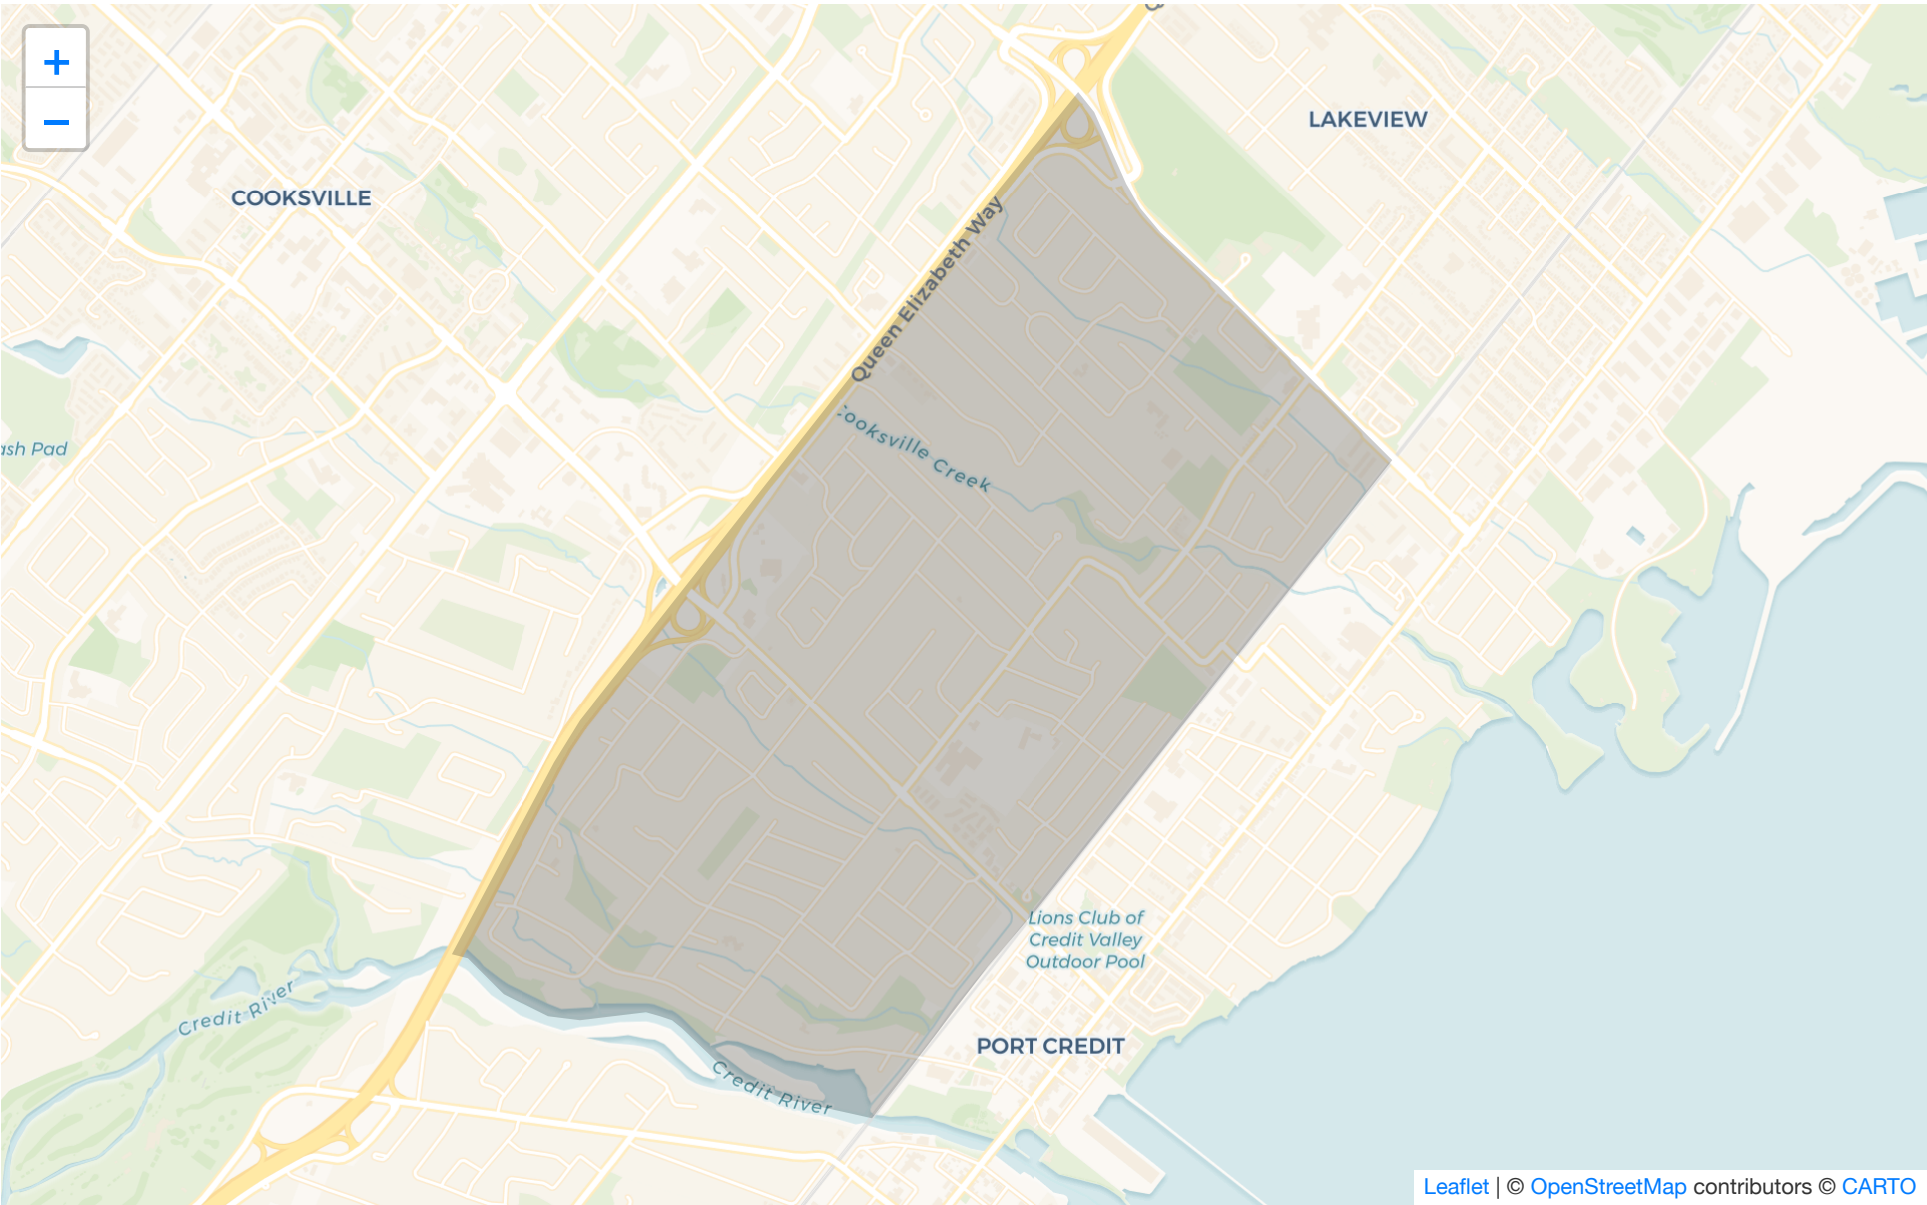 +
−
LAKEVIEW
COOKSVILLE
Queen Elizabeth Way
Cooksville Creek
ash Pad
Lions Club of
Credit Valley
Outdoor Pool
Credit River
PORT CREDIT
Credit River
Leaflet | © OpenStreetMap contributors © CARTO